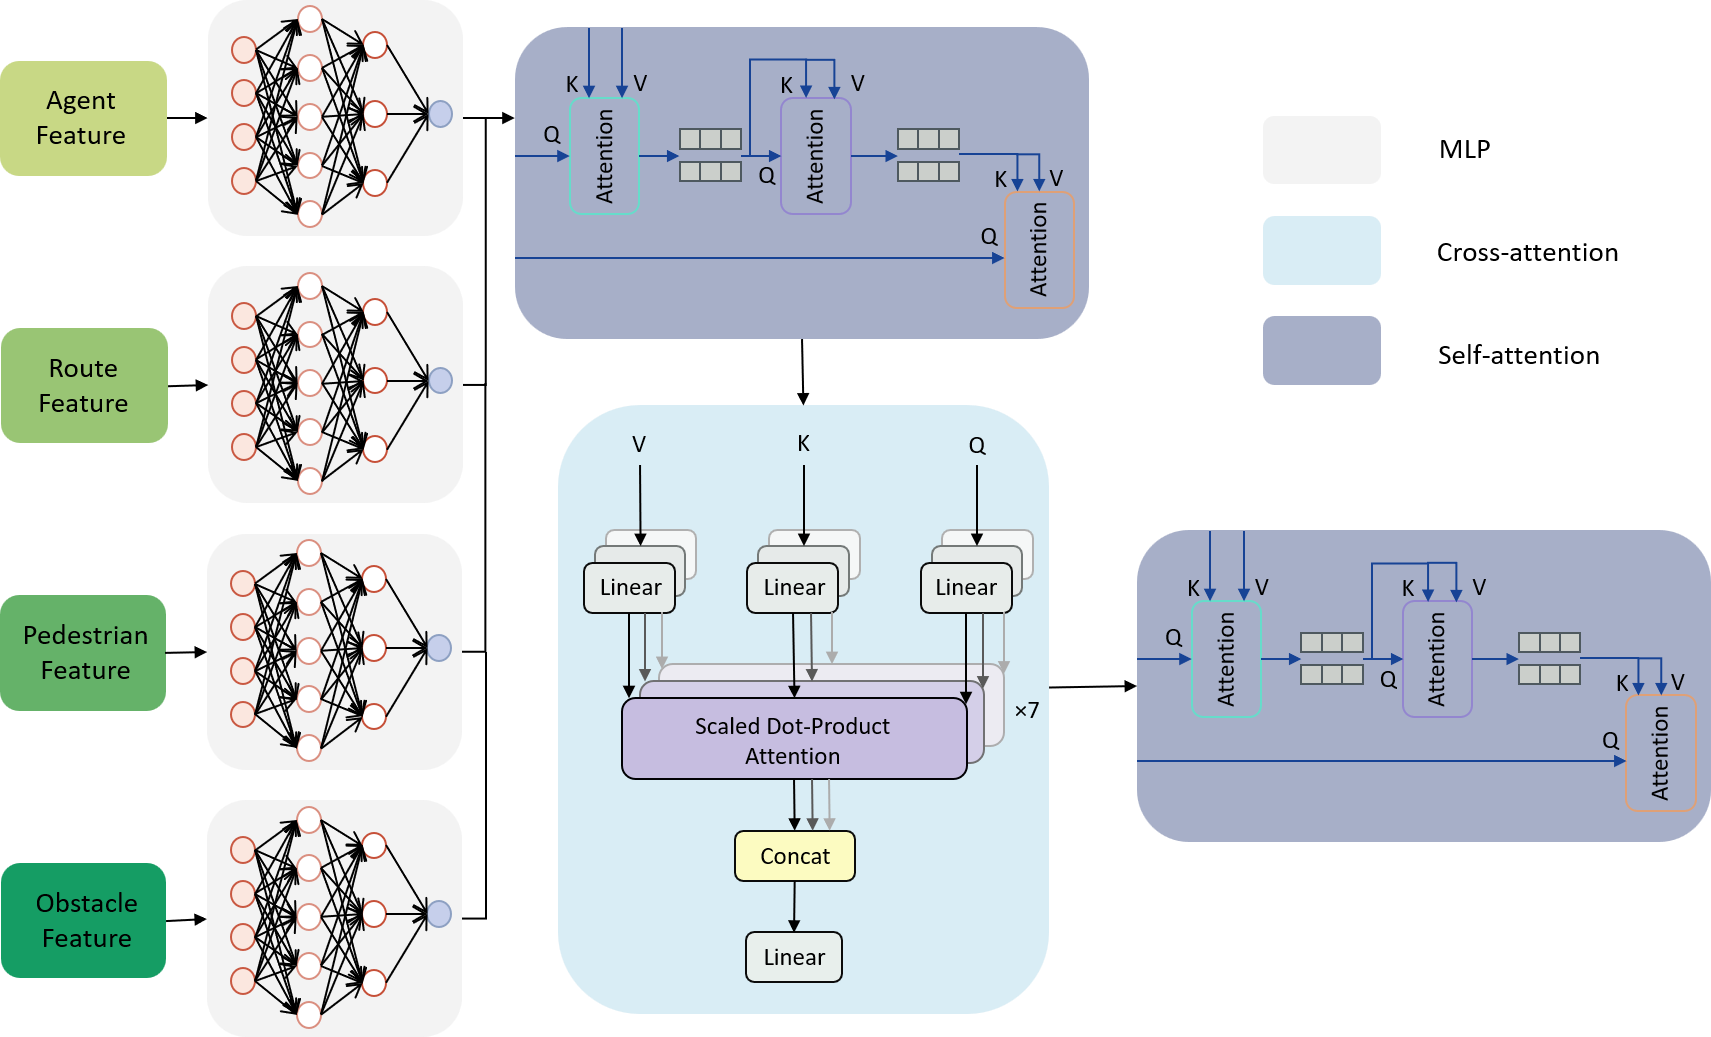 Agent
Feature
Route
Feature
Pedestrian
Feature
Obstacle
Feature
K
V
Q
Attention
K
V
Q
Attention
K
V
Q
Attention
V
K
Q
Linear
Linear
Linear
Scaled Dot-Product
Attention
×7
Concat
Linear
K
V
Q
Attention
K
V
Q
Attention
K
V
Q
Attention
MLP
Cross-attention
Self-attention